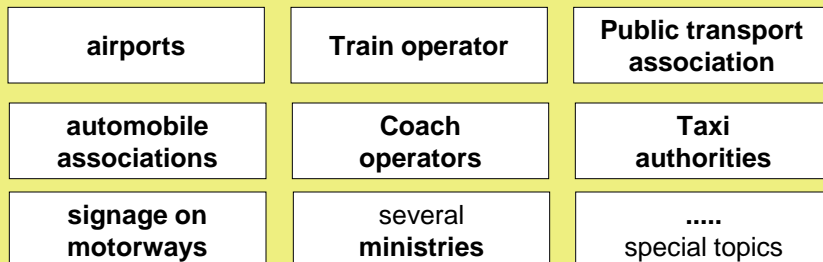 airports
Train operator
Public transport
association
automobile
associations
Coach
operators
Taxi
authorities
signage on
motorways
several
ministries
.....
special topics